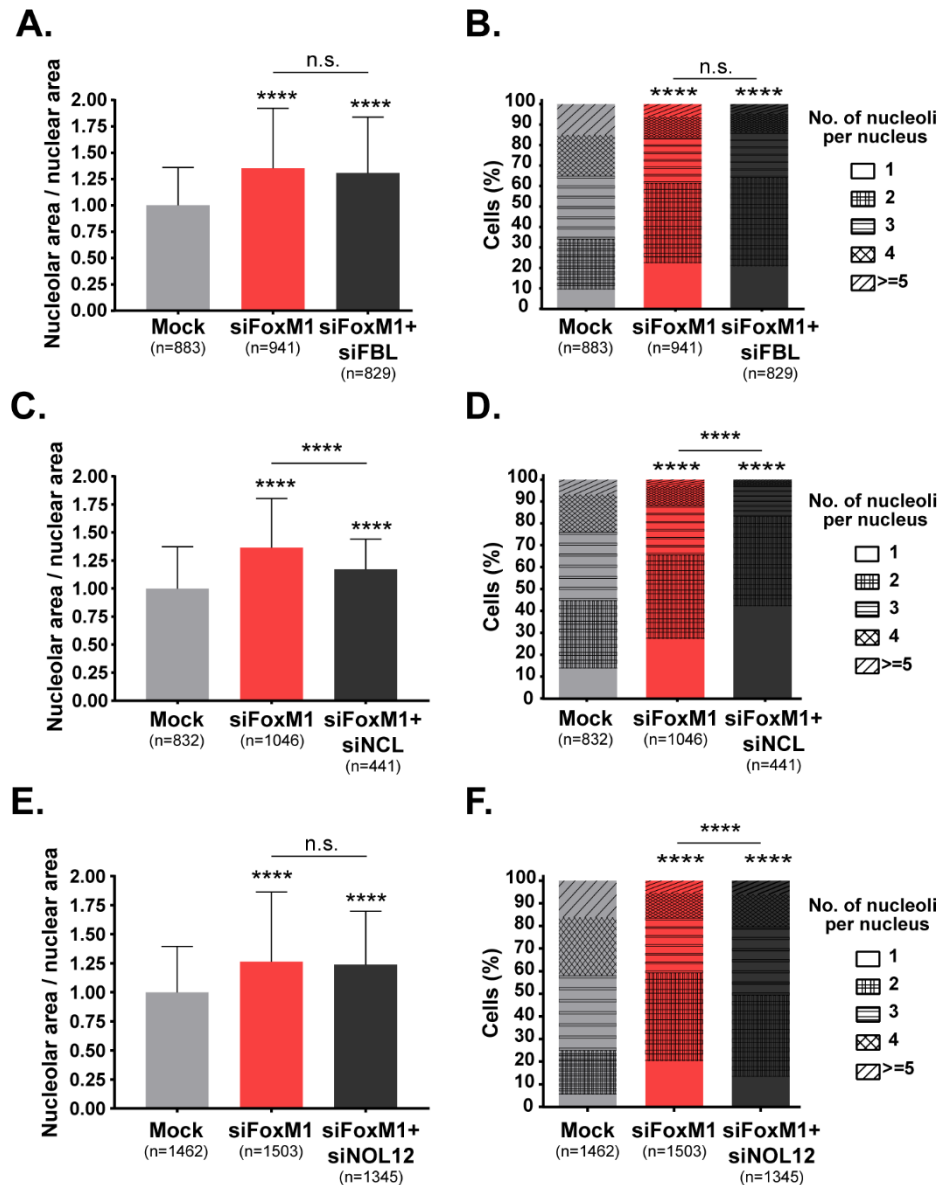 A.
n.s.
****
****
2.00
1.75
1.50
1.25
1.00
0.75
0.50
0.25
0.00
Nucleolar area / nuclear area
Mock
(n=883)
siFoxM1
(n=941)
siFoxM1+
siFBL
(n=829)
B.
n.s.
****
****
100
90
80
70
60
50
40
30
20
10
0
Cells (%)
Mock
(n=883)
siFoxM1
(n=941)
siFoxM1+
siFBL
(n=829)
No. of nucleoli
per nucleus
1
2
3
4
>=5
C.
****
****
****
2.00
1.75
1.50
1.25
1.00
0.75
0.50
0.25
0.00
Nucleolar area / nuclear area
Mock
(n=832)
siFoxM1
(n=1046)
siFoxM1+
siNCL
(n=441)
D.
****
****
****
100
90
80
70
60
50
40
30
20
10
0
Cells (%)
Mock
(n=832)
siFoxM1
(n=1046)
siFoxM1+
siNCL
(n=441)
No. of nucleoli
per nucleus
1
2
3
4
>=5
E.
n.s.
****
****
2.00
1.75
1.50
1.25
1.00
0.75
0.50
0.25
0.00
Nucleolar area / nuclear area
Mock
(n=1462)
siFoxM1
(n=1503)
siFoxM1+
siNOL12
(n=1345)
F.
****
****
****
100
90
80
70
60
50
40
30
20
10
0
Cells (%)
Mock
(n=1462)
siFoxM1
(n=1503)
siFoxM1+
siNOL12
(n=1345)
No. of nucleoli
per nucleus
1
2
3
4
>=5